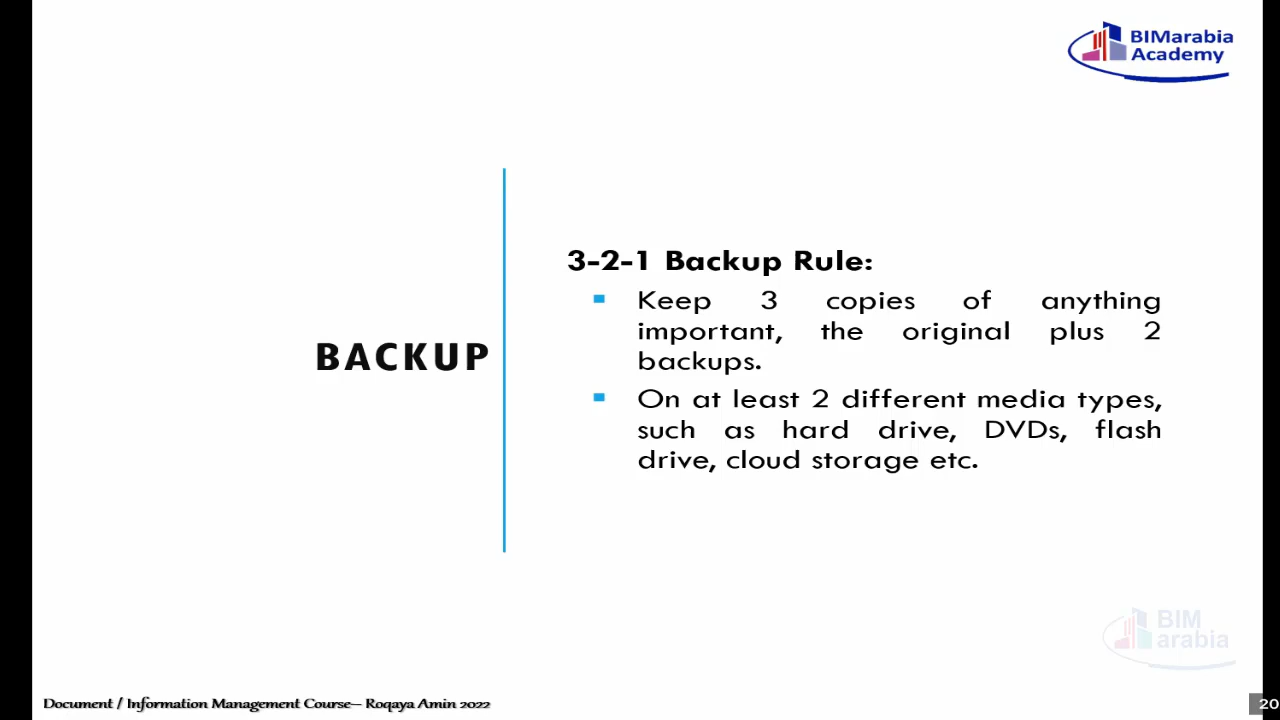 BIMarabia
Academy
BACKUP
3-2-1 Backup Rule:
Keep 3 copies of anything
important, the original plus 2
backups.
On at least 2 different media types,
such as hard drive, DVDs, flash
drive, cloud storage etc.
BIM
arabia
Document / Information Management Course– Roqaya Amin 2022
20